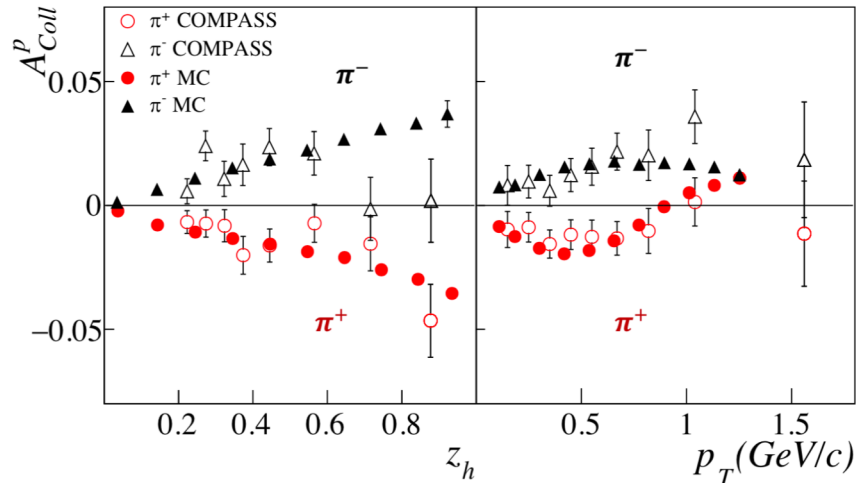 A^p_Coll
π⁺ COMPASS
π⁻ COMPASS
π⁺ MC
π⁻ MC
π⁻
π⁻
0.05
0
−0.05
π⁺
π⁺
0.2 0.4 0.6 0.8
0.5 1 1.5
z_h
p_T (GeV/c)